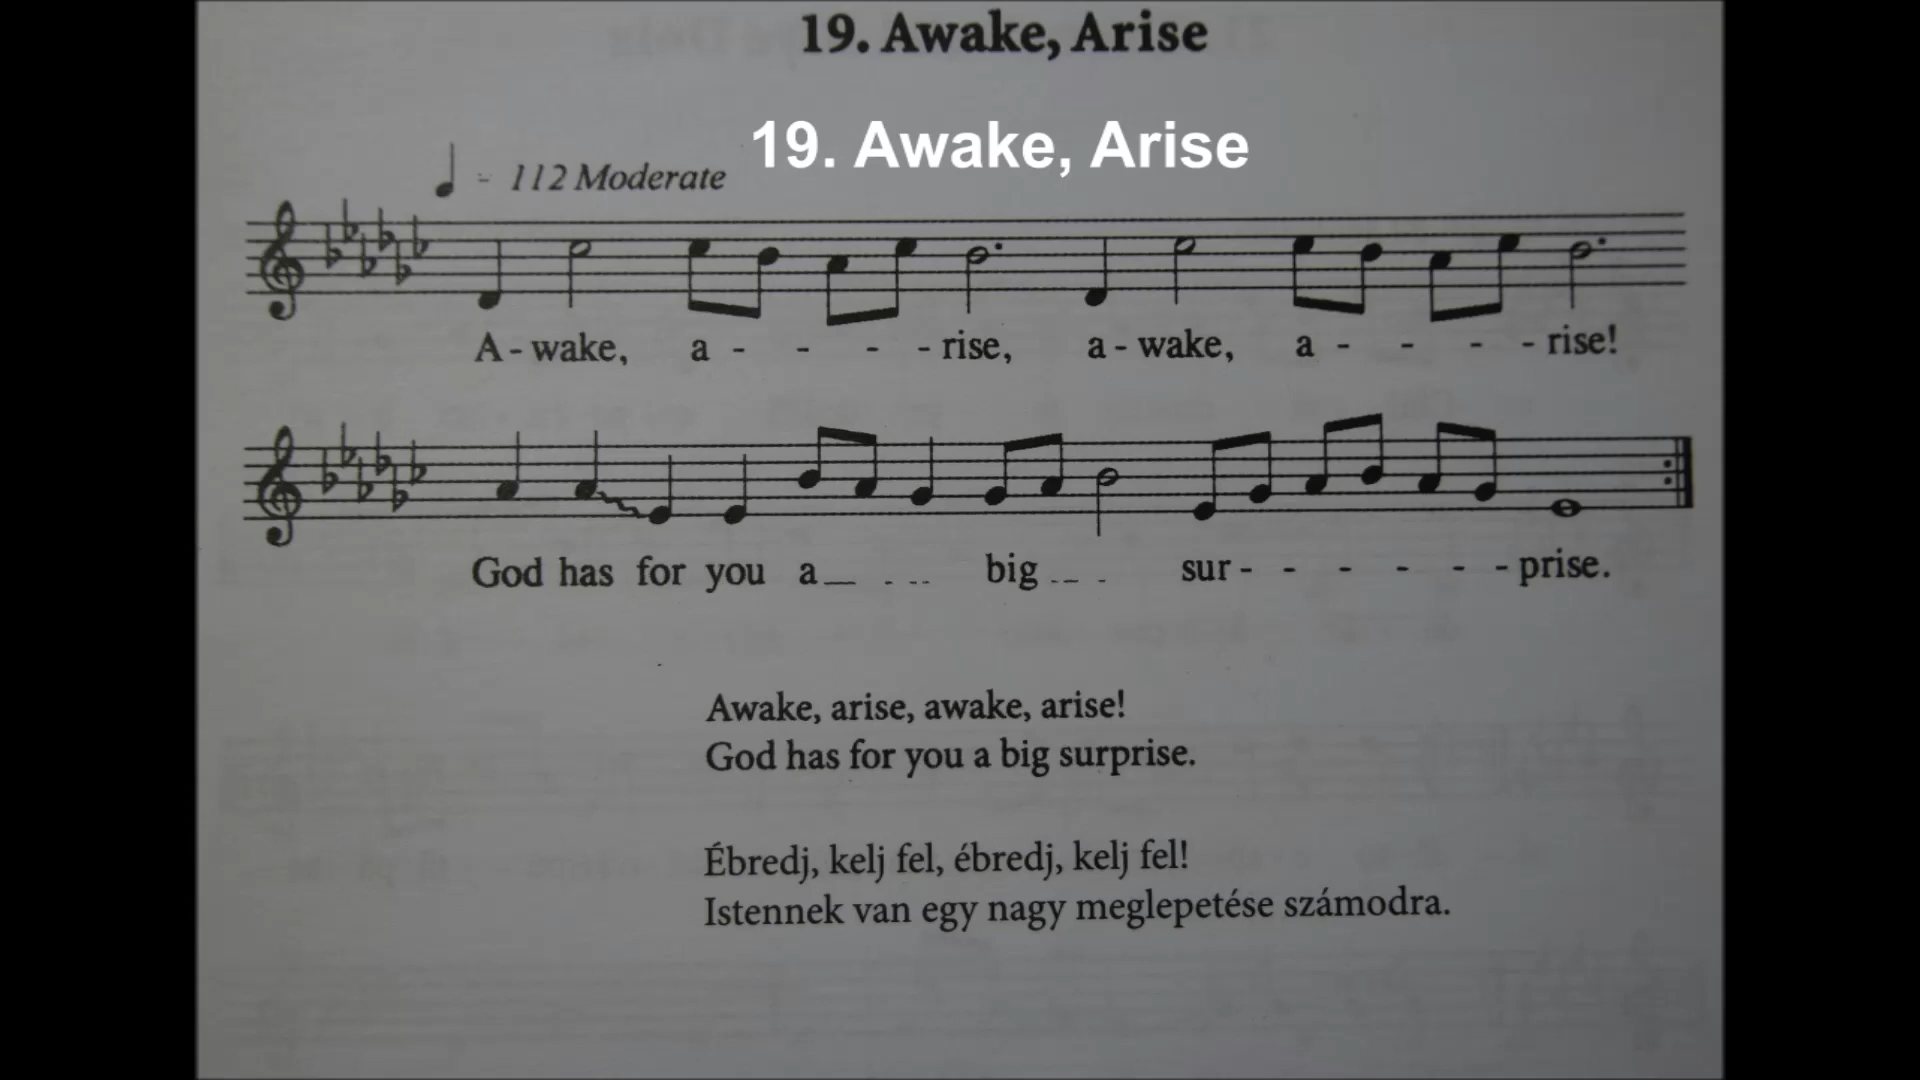 19. Awake, Arise
19. Awake, Arise
= 112 Moderate
A - wake, a - - - - rise, a - wake, a - - - - rise!
God has for you a big sur - - - - - - prise.
Awake, arise, awake, arise!
God has for you a big surprise.
Ébredj, kelj fel, ébredj, kelj fel!
Istennek van egy nagy meglepetése számodra.